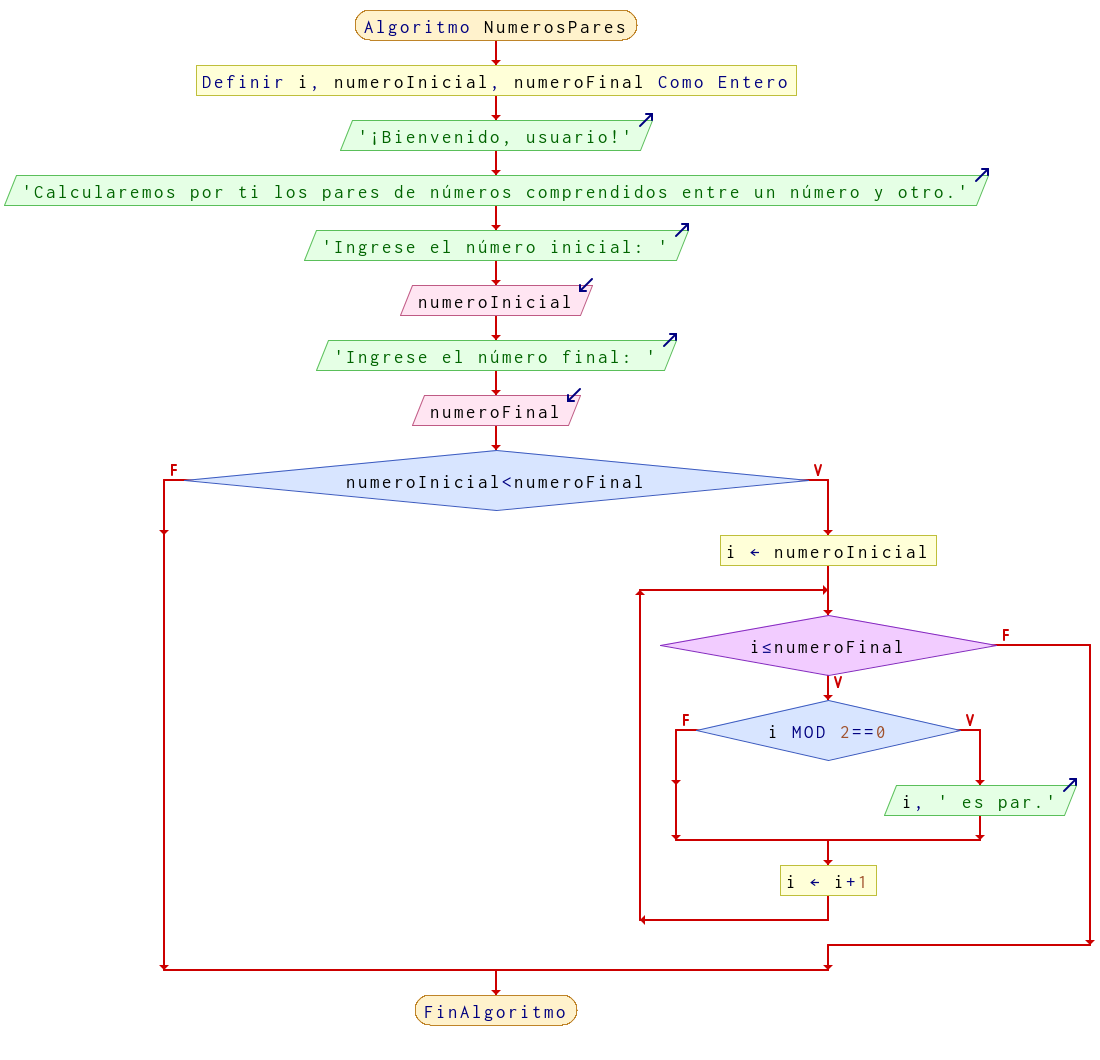 Algoritmo NumerosPares
Definir i, numeroInicial, numeroFinal Como Entero
'¡Bienvenido, usuario!'
'Calcularemos por ti los pares de números comprendidos entre un número y otro.'
'Ingrese el número inicial: '
numeroInicial
'Ingrese el número final: '
numeroFinal
F
V
numeroInicial<numeroFinal
i ← numeroInicial
F
i≤numeroFinal
V
F
V
i MOD 2==0
i, ' es par.'
i ← i+1
FinAlgoritmo